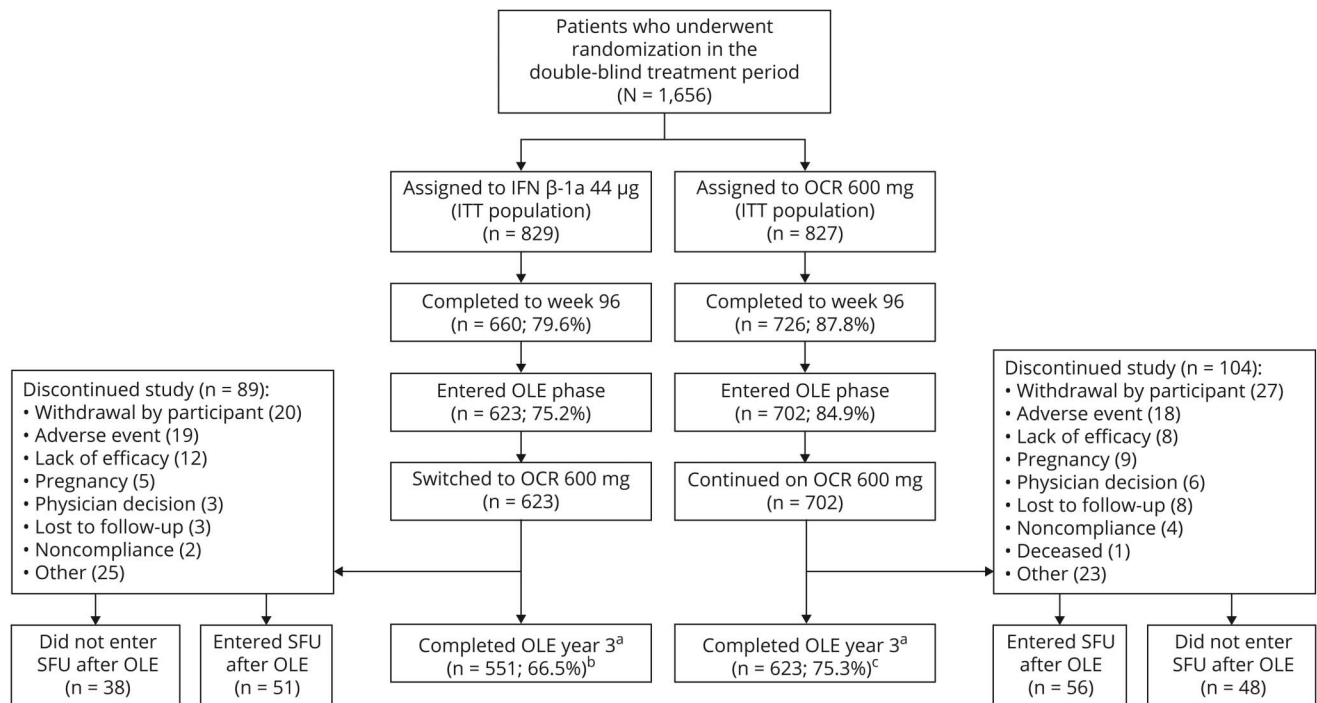 Patients who underwent
randomization in the
double-blind treatment period
(N = 1,656)
Assigned to IFN β-1a 44 μg
(ITT population)
(n = 829)
Assigned to OCR 600 mg
(ITT population)
(n = 827)
Completed to week 96
(n = 660; 79.6%)
Completed to week 96
(n = 726; 87.8%)
Entered OLE phase
(n = 623; 75.2%)
Entered OLE phase
(n = 702; 84.9%)
Switched to OCR 600 mg
(n = 623)
Continued on OCR 600 mg
(n = 702)
Discontinued study (n = 89):
• Withdrawal by participant (20)
• Adverse event (19)
• Lack of efficacy (12)
• Pregnancy (5)
• Physician decision (3)
• Lost to follow-up (3)
• Noncompliance (2)
• Other (25)
Discontinued study (n = 104):
• Withdrawal by participant (27)
• Adverse event (18)
• Lack of efficacy (8)
• Pregnancy (9)
• Physician decision (6)
• Lost to follow-up (8)
• Noncompliance (4)
• Deceased (1)
• Other (23)
Did not enter
SFU after OLE
(n = 38)
Entered SFU
after OLE
(n = 51)
Completed OLE year 3ᵃ
(n = 551; 66.5%)ᵇ
Completed OLE year 3ᵃ
(n = 623; 75.3%)ᶜ
Entered SFU
after OLE
(n = 56)
Did not enter
SFU after OLE
(n = 48)